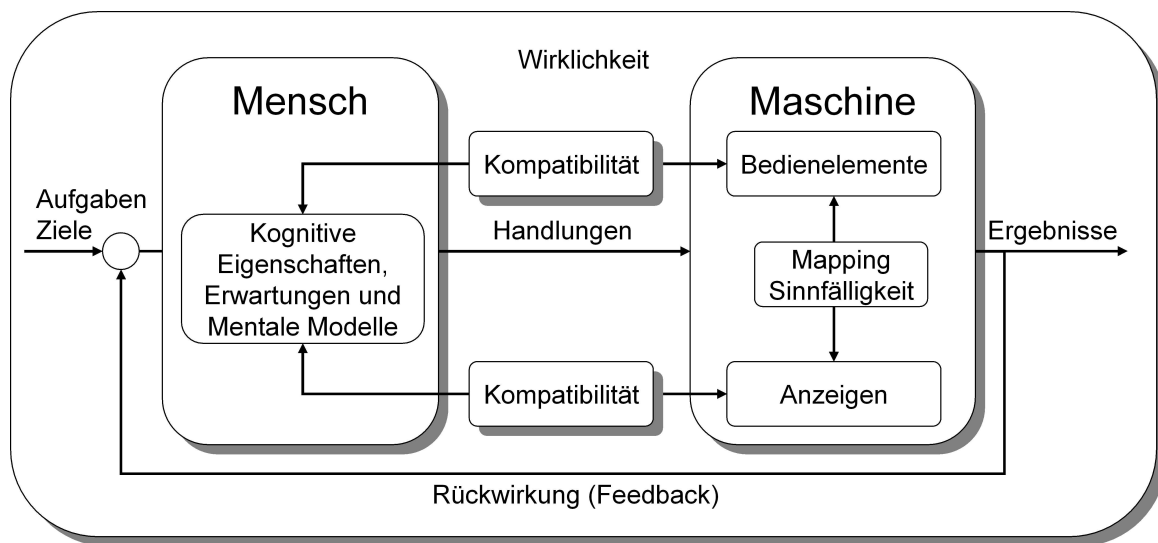 Wirklichkeit
Mensch
Maschine
Kompatibilität
Bedienelemente
Aufgaben
Ziele
Kognitive
Eigenschaften,
Erwartungen und
Mentale Modelle
Handlungen
Mapping
Sinnfälligkeit
Ergebnisse
Kompatibilität
Anzeigen
Rückwirkung (Feedback)